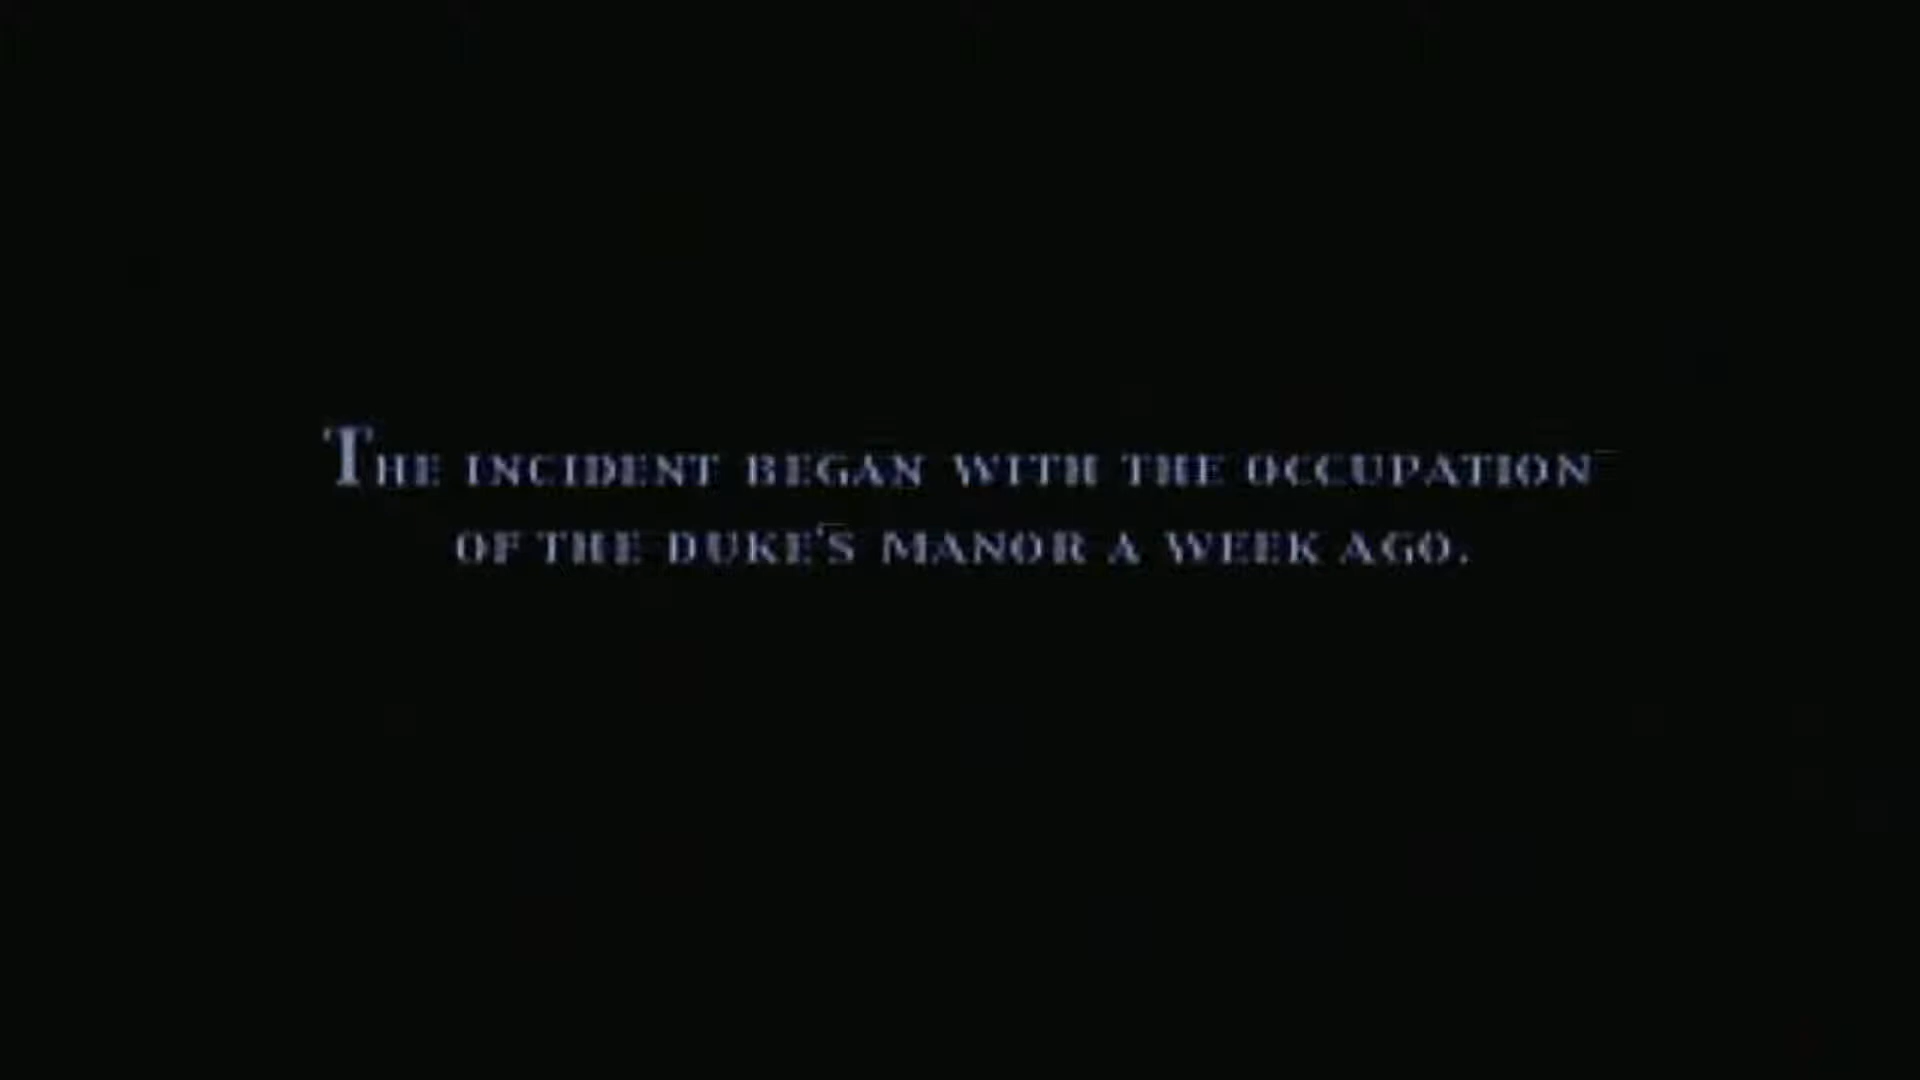 The incident began with the occupation
of the duke's manor a week ago.